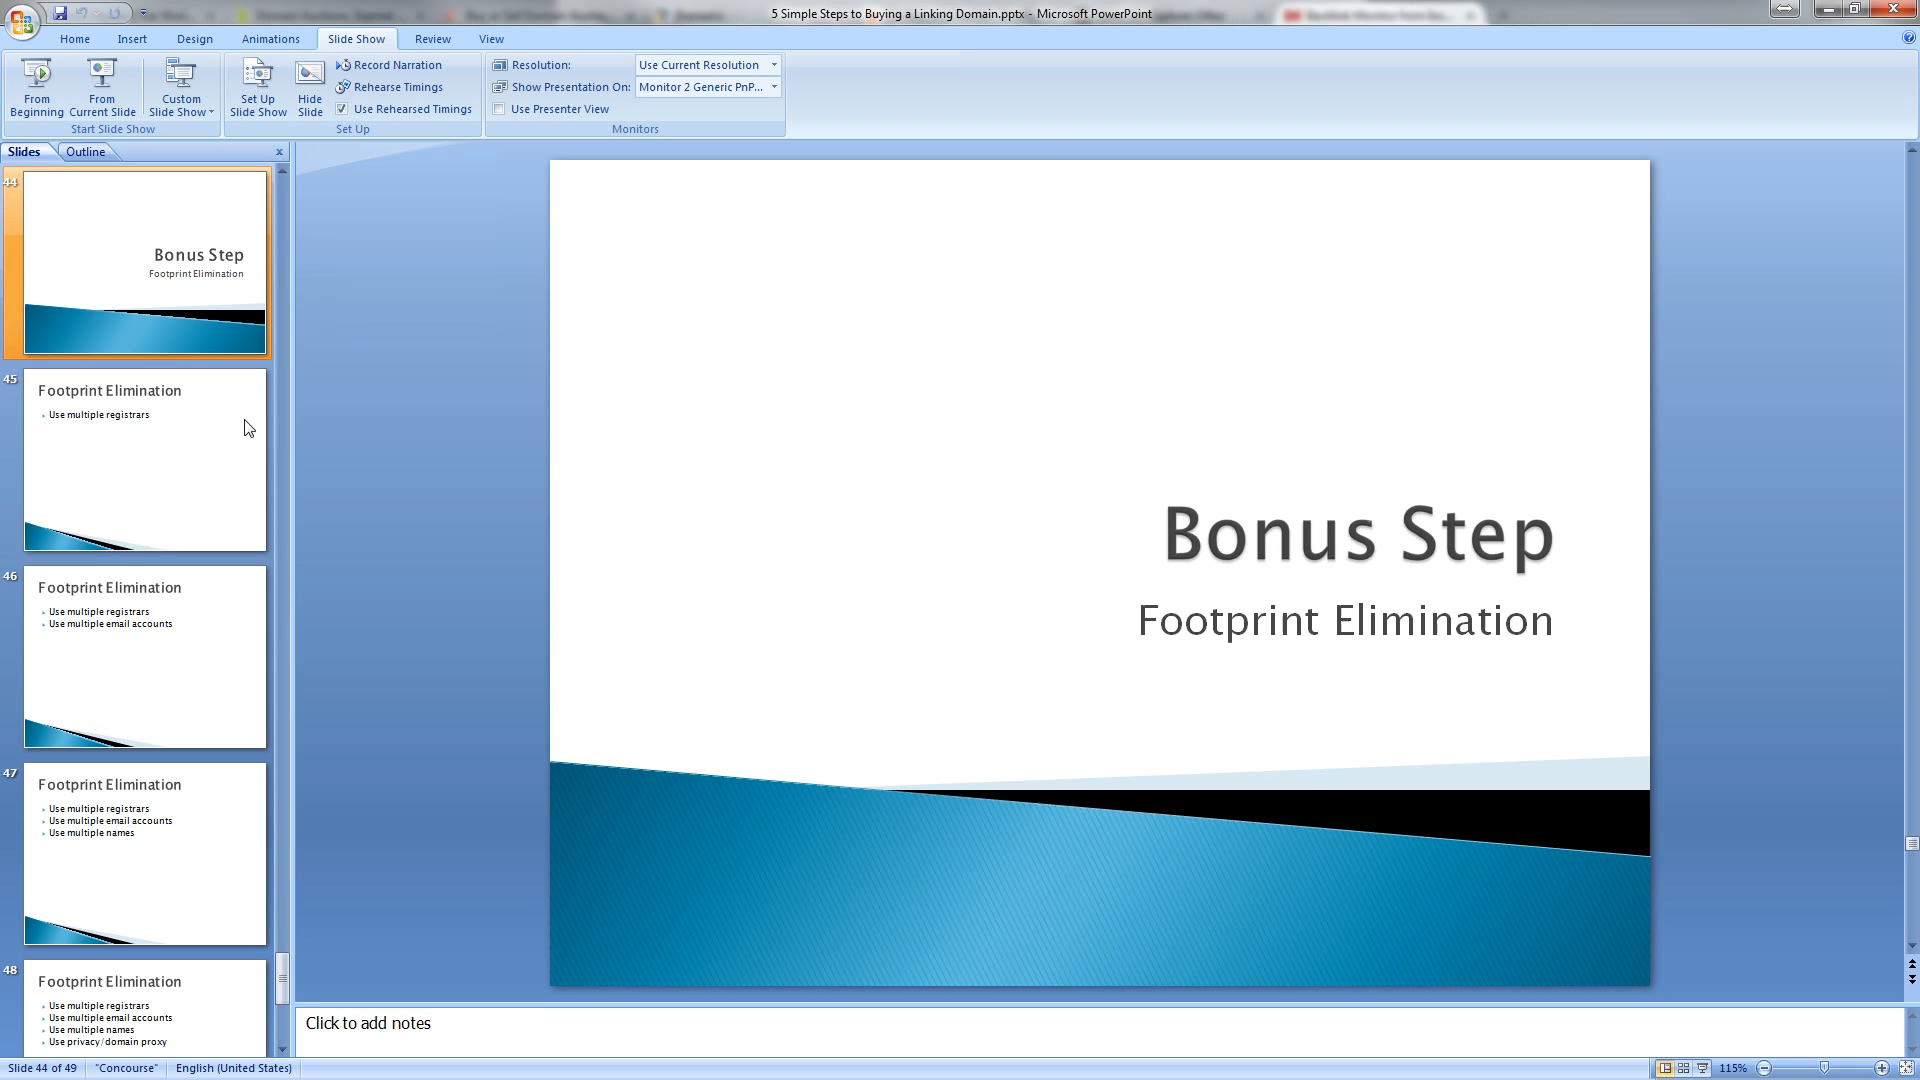 5 Simple Steps to Buying a Linking Domain.pptx - Microsoft PowerPoint
Home Insert Design Animations Slide Show Review View
From Beginning
From Current Slide
Custom Slide Show
Start Slide Show
Set Up Slide Show
Hide Slide
Record Narration
Rehearse Timings
Use Rehearsed Timings
Set Up
Resolution: Use Current Resolution
Show Presentation On: Monitor 2 Generic PnP...
Use Presenter View
Monitors
Slides Outline x
44
Bonus Step
Footprint Elimination
45
Footprint Elimination
Use multiple registrars
46
Footprint Elimination
Use multiple registrars
Use multiple email accounts
47
Footprint Elimination
Use multiple registrars
Use multiple email accounts
Use multiple names
48
Footprint Elimination
Use multiple registrars
Use multiple email accounts
Use multiple names
Use privacy/domain proxy
Bonus Step
Footprint Elimination
Click to add notes
Slide 44 of 49 "Concourse" English (United States) 115%